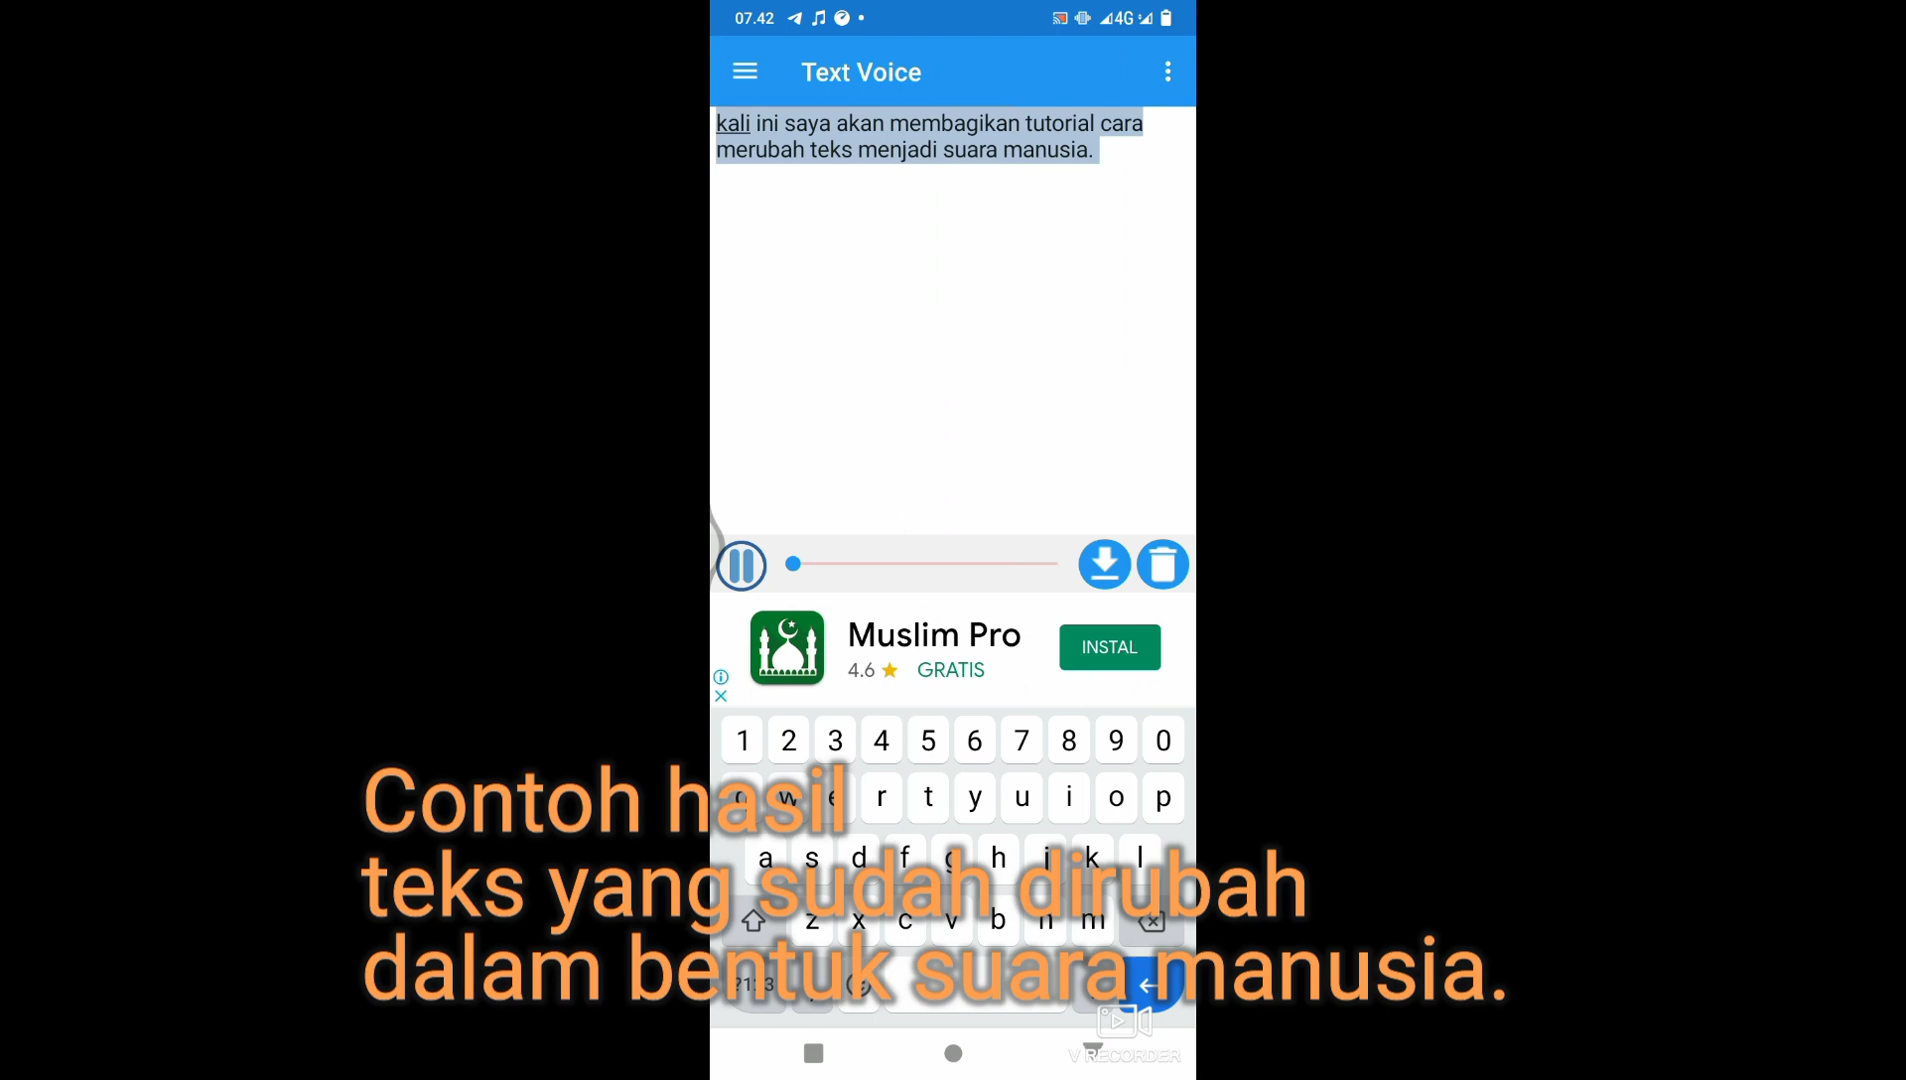 07.42
4G
Text Voice
kali ini saya akan membagikan tutorial cara
merubah teks menjadi suara manusia.
Muslim Pro
4.6 GRATIS
INSTAL
1 2 3 4 5 6 7 8 9 0
q w e r t y u i o p
Contoh hasil
a s d f g h j k l
teks yang sudah dirubah
z x c v b n m
dalam bentuk suara manusia.
?123 ,
V RECORDER